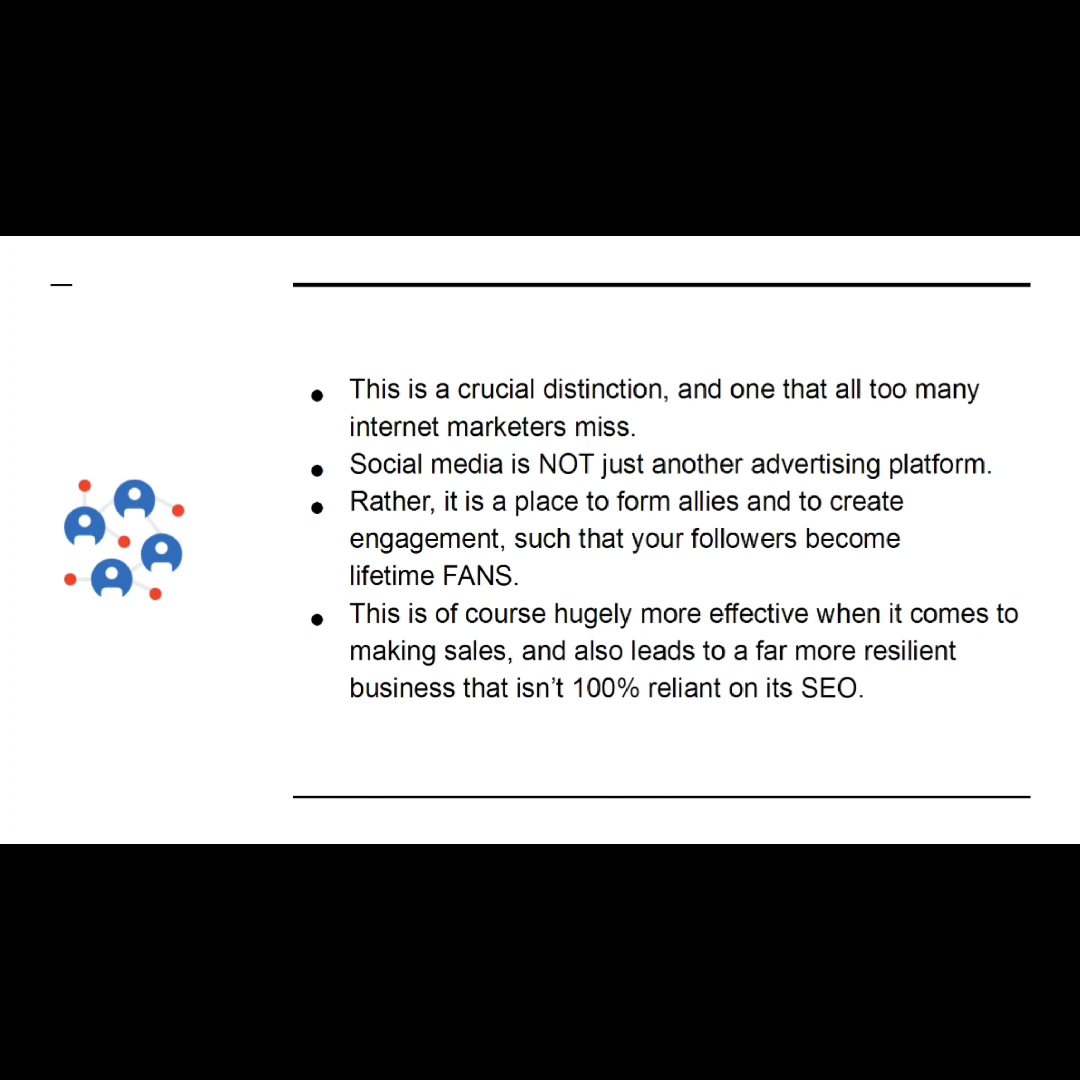 This is a crucial distinction, and one that all too many
internet marketers miss.
Social media is NOT just another advertising platform.
Rather, it is a place to form allies and to create
engagement, such that your followers become
lifetime FANS.
This is of course hugely more effective when it comes to
making sales, and also leads to a far more resilient
business that isn’t 100% reliant on its SEO.